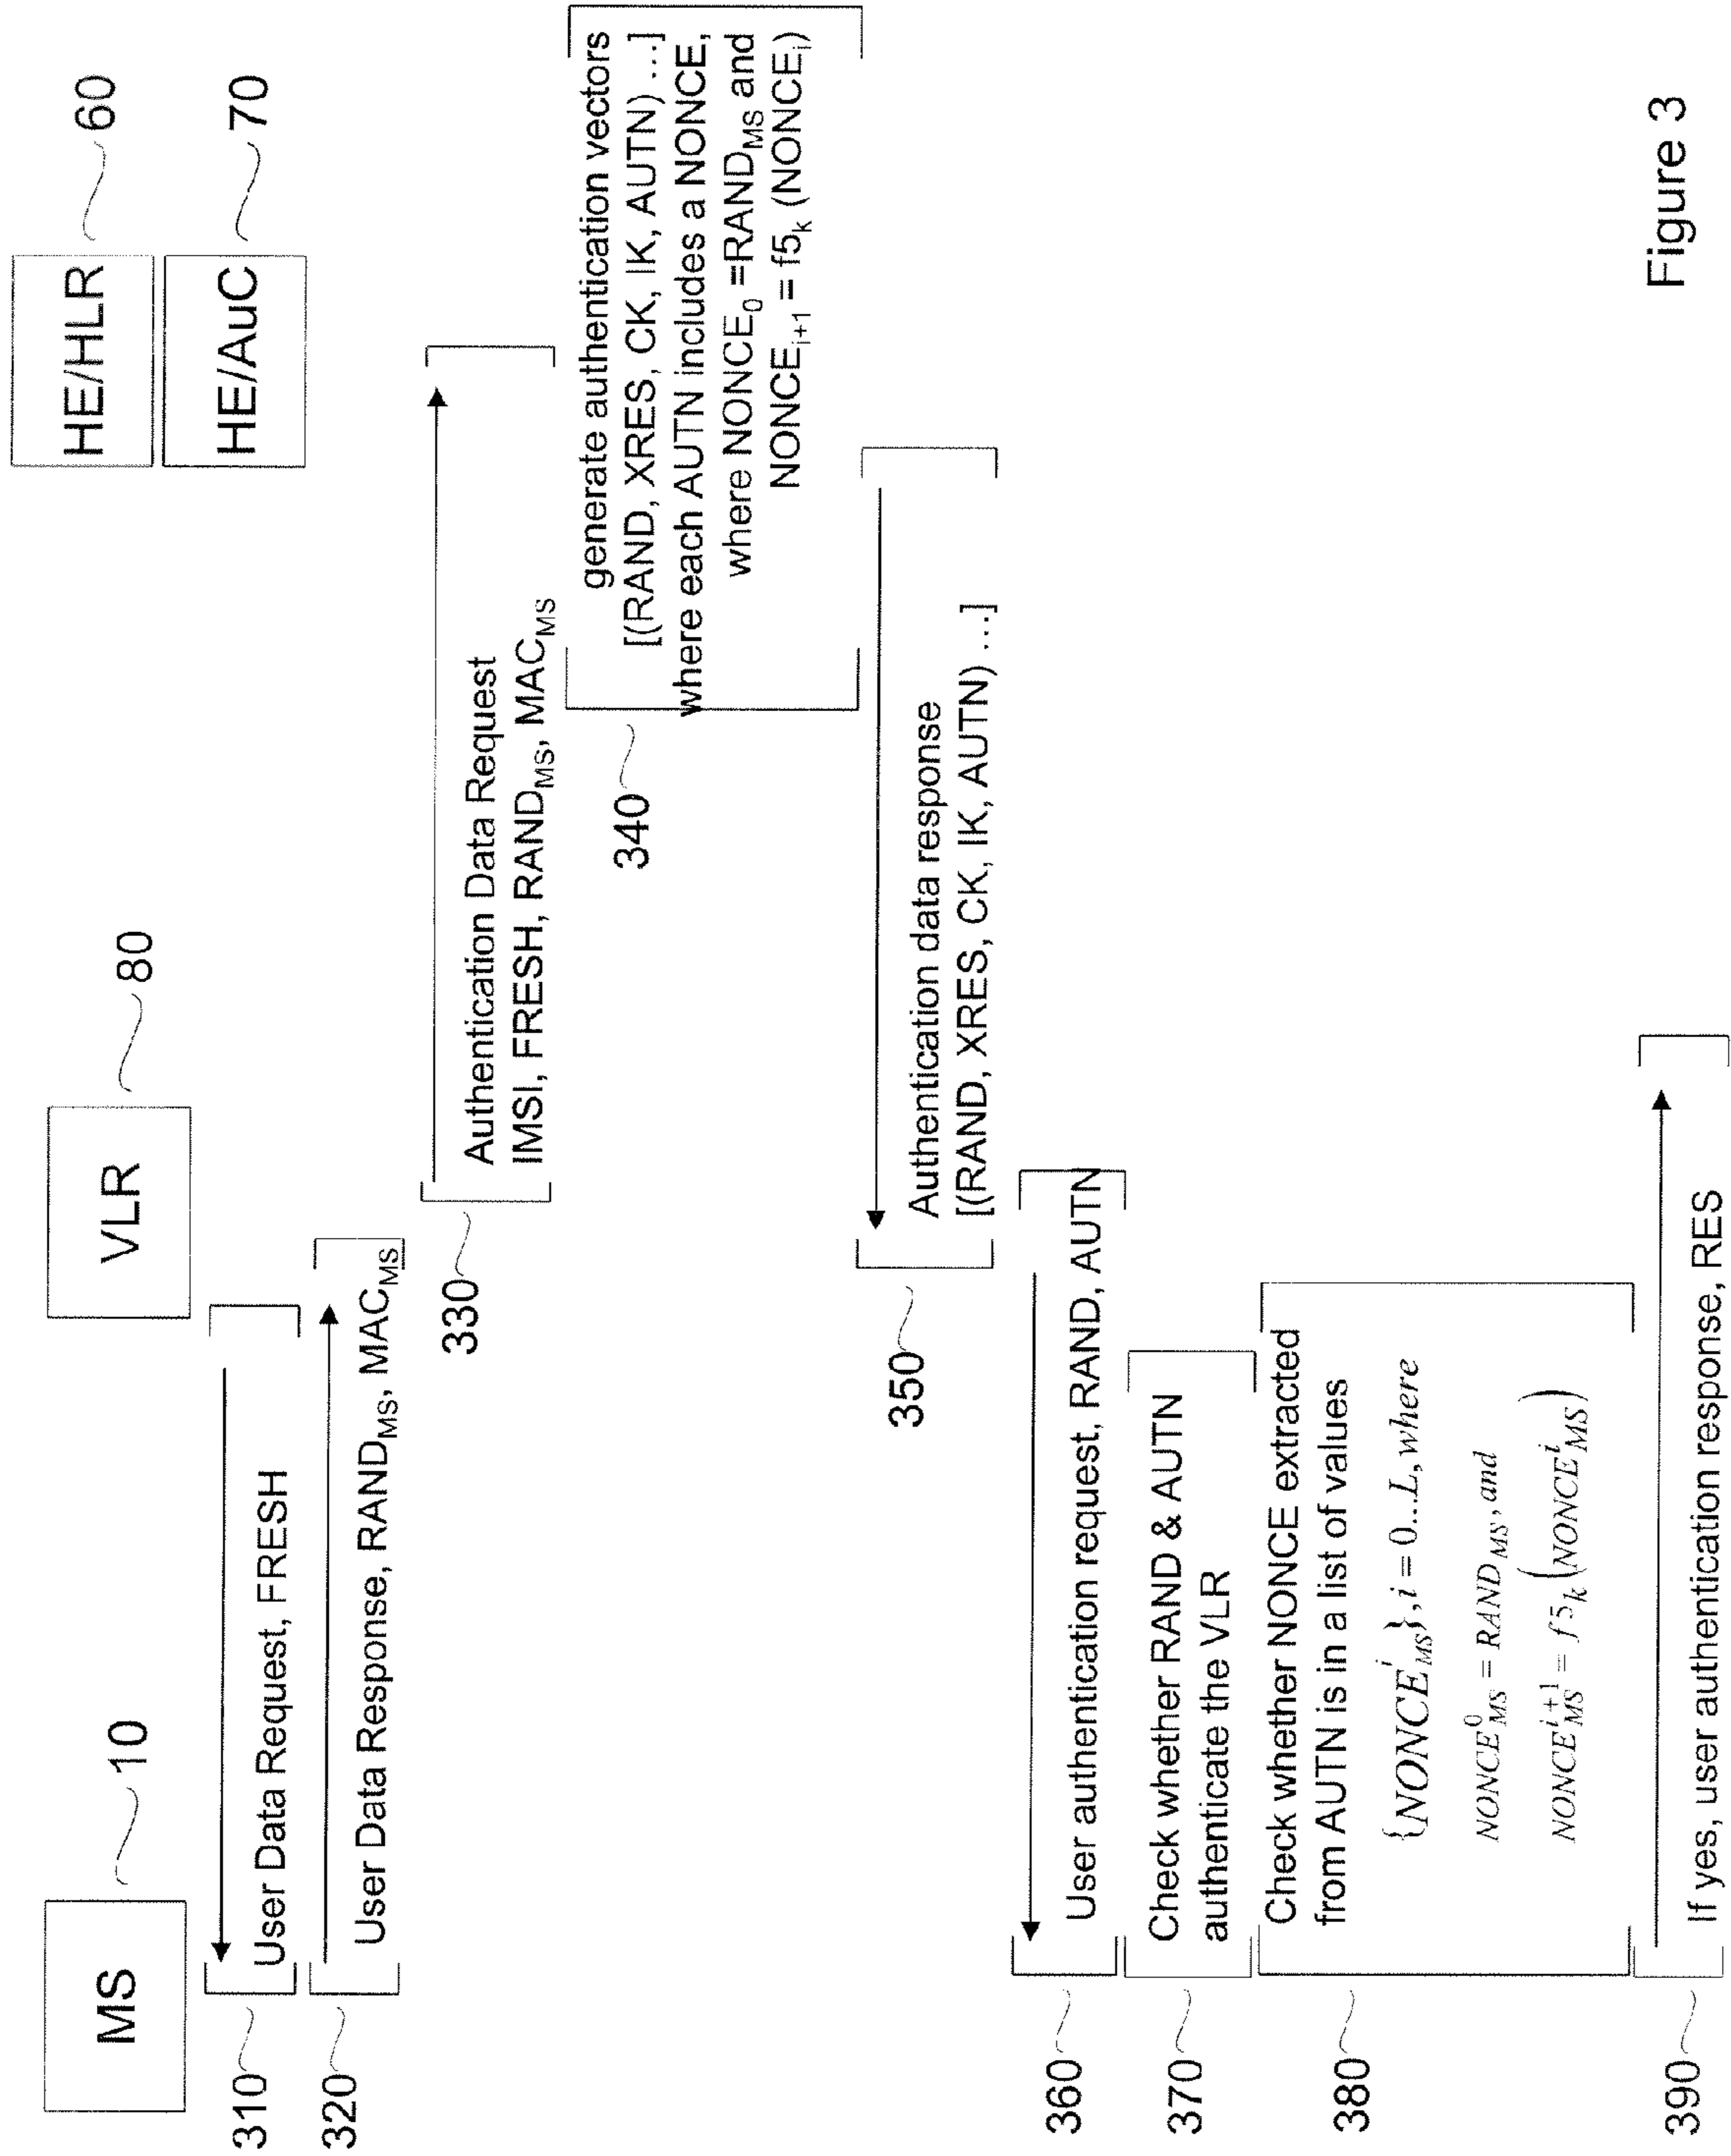 MS
10
VLR
80
HE/HLR
60
HE/AuC
70
310
User Data Request, FRESH
320
User Data Response, RAND_MS, MAC_MS
330
Authentication Data Request
IMSI, FRESH, RAND_MS, MAC_MS
340
generate authentication vectors
[(RAND, XRES, CK, IK, AUTN) ...]
where each AUTN includes a NONCE,
where NONCE_0 =RAND_MS and
NONCE_{i+1} = f5_k (NONCE_i)
350
Authentication data response
[(RAND, XRES, CK, IK, AUTN) ...]
360
User authentication request, RAND, AUTN
370
Check whether RAND & AUTN
authenticate the VLR
380
Check whether NONCE extracted
from AUTN is in a list of values
{NONCE^i_MS}, i = 0...L, where
NONCE^0_MS = RAND_MS, and
NONCE^{i+1}_MS = f5_k (NONCE^i_MS)
390
If yes, user authentication response, RES
Figure 3